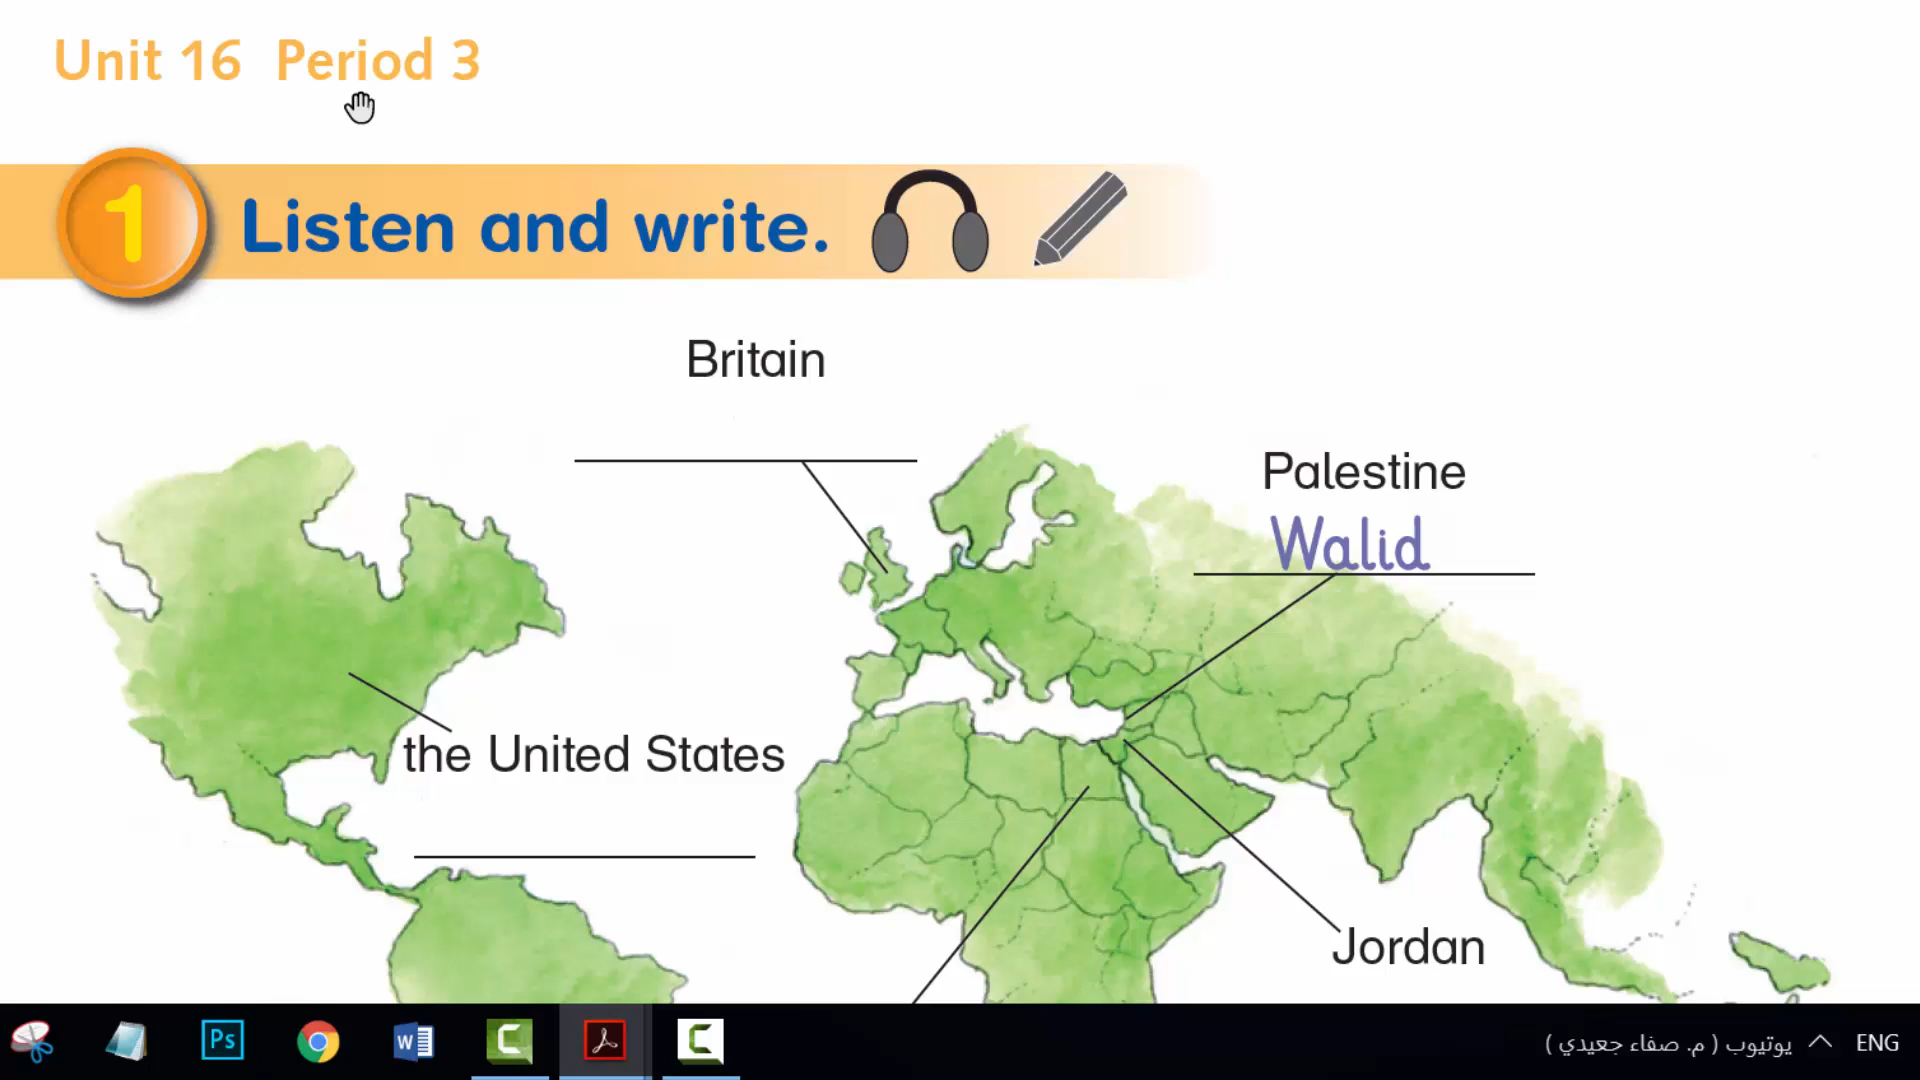 Unit 16 Period 3
1 Listen and write.
Britain
Palestine
Walid
the United States
Jordan
Ps
W
يوتيوب ( م. صفاء جعيدي )
ENG